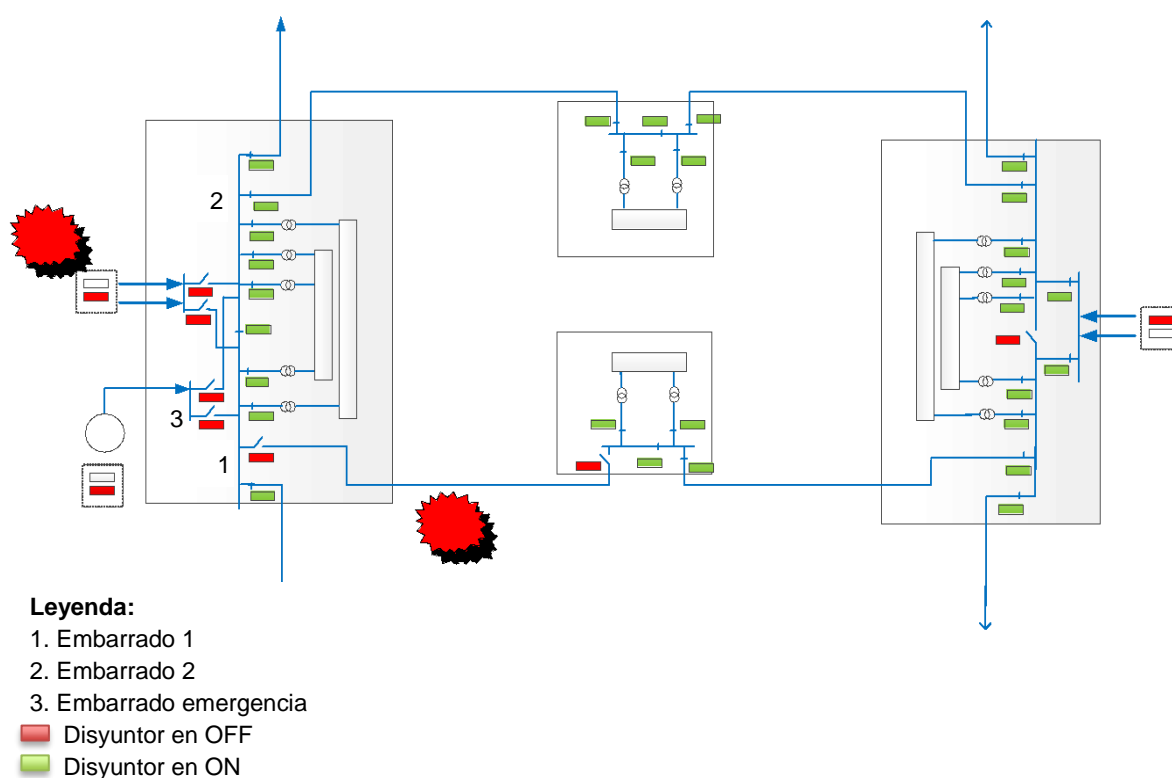 2
3
1
Leyenda:
1. Embarrado 1
2. Embarrado 2
3. Embarrado emergencia
Disyuntor en OFF
Disyuntor en ON